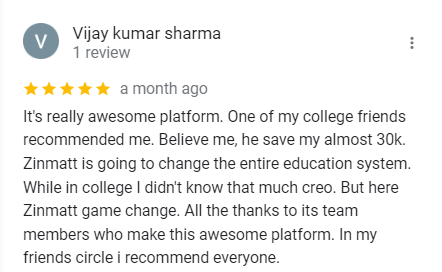 V
Vijay kumar sharma
1 review
a month ago
It's really awesome platform. One of my college friends
recommended me. Believe me, he save my almost 30k.
Zinmatt is going to change the entire education system.
While in college I didn't know that much creo. But here
Zinmatt game change. All the thanks to its team
members who make this awesome platform. In my
friends circle i recommend everyone.